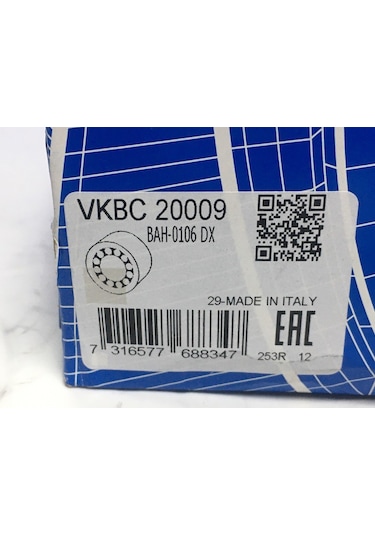 VKBC 20009
BAH-0106 DX
29-MADE IN ITALY
EAC
7 316577 688347
253R 12